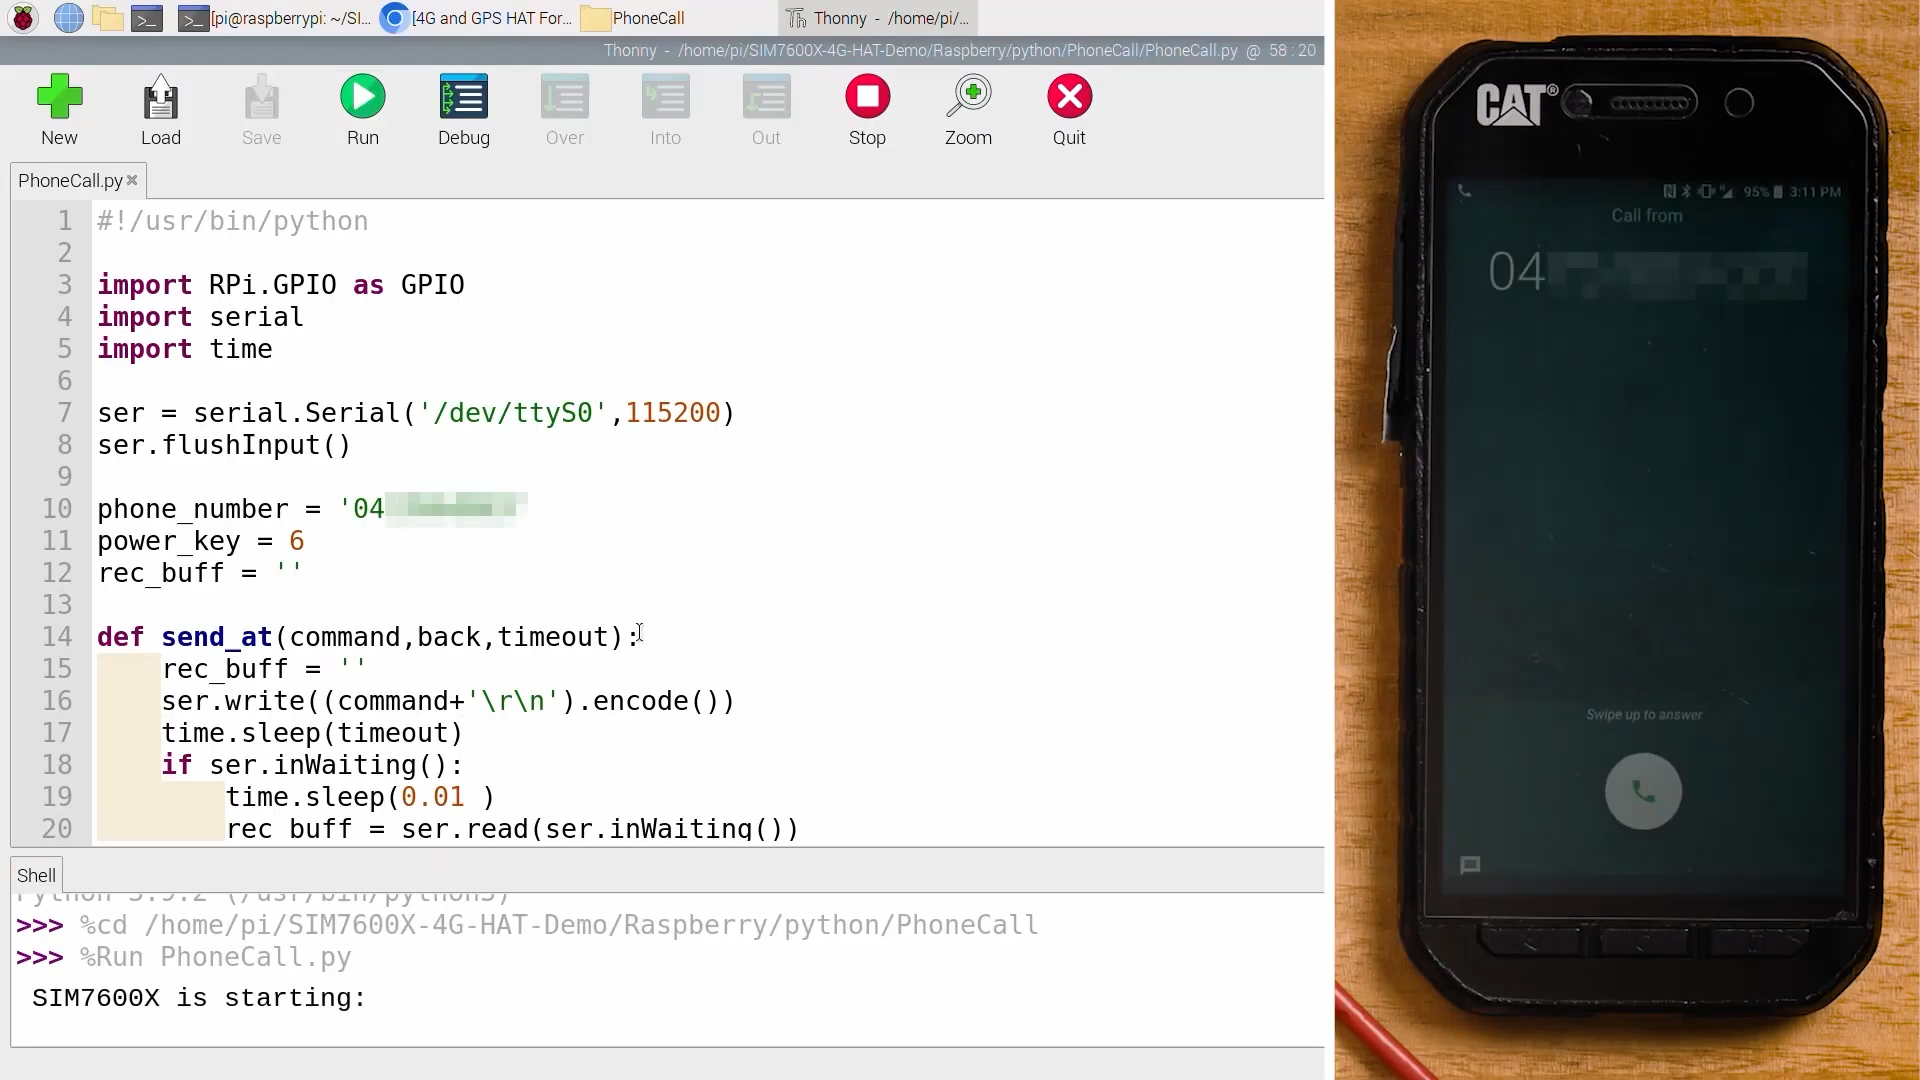 [pi@raspberrypi: ~/SI...
[4G and GPS HAT For...
PhoneCall
Thonny - /home/pi/...
Thonny - /home/pi/SIM7600X-4G-HAT-Demo/Raspberry/python/PhoneCall/PhoneCall.py @ 58 : 20
New
Load
Save
Run
Debug
Over
Into
Out
Stop
Zoom
Quit
PhoneCall.py
1 #!/usr/bin/python
2
3 import RPi.GPIO as GPIO
4 import serial
5 import time
6
7 ser = serial.Serial('/dev/ttyS0',115200)
8 ser.flushInput()
9
10 phone_number = '04
11 power_key = 6
12 rec_buff = ''
13
14 def send_at(command,back,timeout):
15 rec_buff = ''
16 ser.write((command+'\r\n').encode())
17 time.sleep(timeout)
18 if ser.inWaiting():
19 time.sleep(0.01 )
20 rec_buff = ser.read(ser.inWaiting())
Shell
Python 3.9.2 (/usr/bin/python3)
>>> %cd /home/pi/SIM7600X-4G-HAT-Demo/Raspberry/python/PhoneCall
>>> %Run PhoneCall.py
SIM7600X is starting:
CAT®
95% 3:11 PM
Call from
04
Swipe up to answer